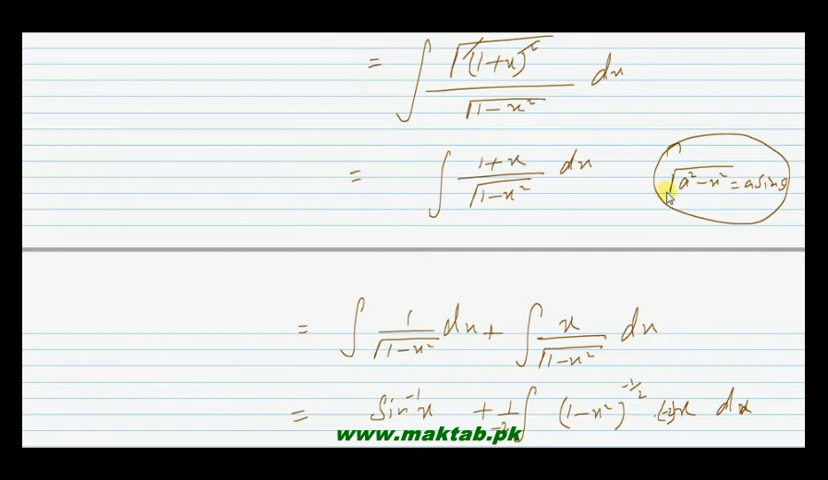 = ∫ √(1+x)² / √1-x² dx
= ∫ 1+x / √1-x² dx
√a²-x² = a sinθ
= ∫ 1 / √1-x² dx + ∫ x / √1-x² dx
= Sin⁻¹x + 1/-2 ∫ (1-x²)^-1/2 · (-2)x dx
www.maktab.pk